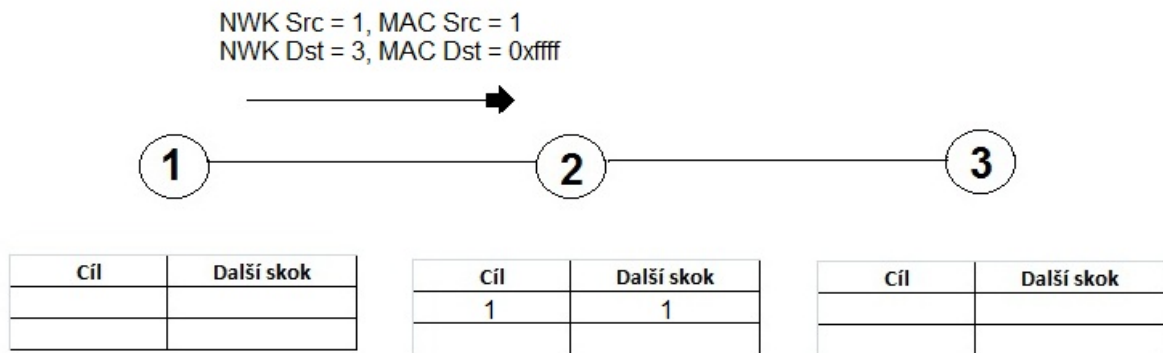 NWK Src = 1, MAC Src = 1
NWK Dst = 3, MAC Dst = 0xffff
1
2
3
Cíl Další skok
Cíl Další skok
1 1
Cíl Další skok